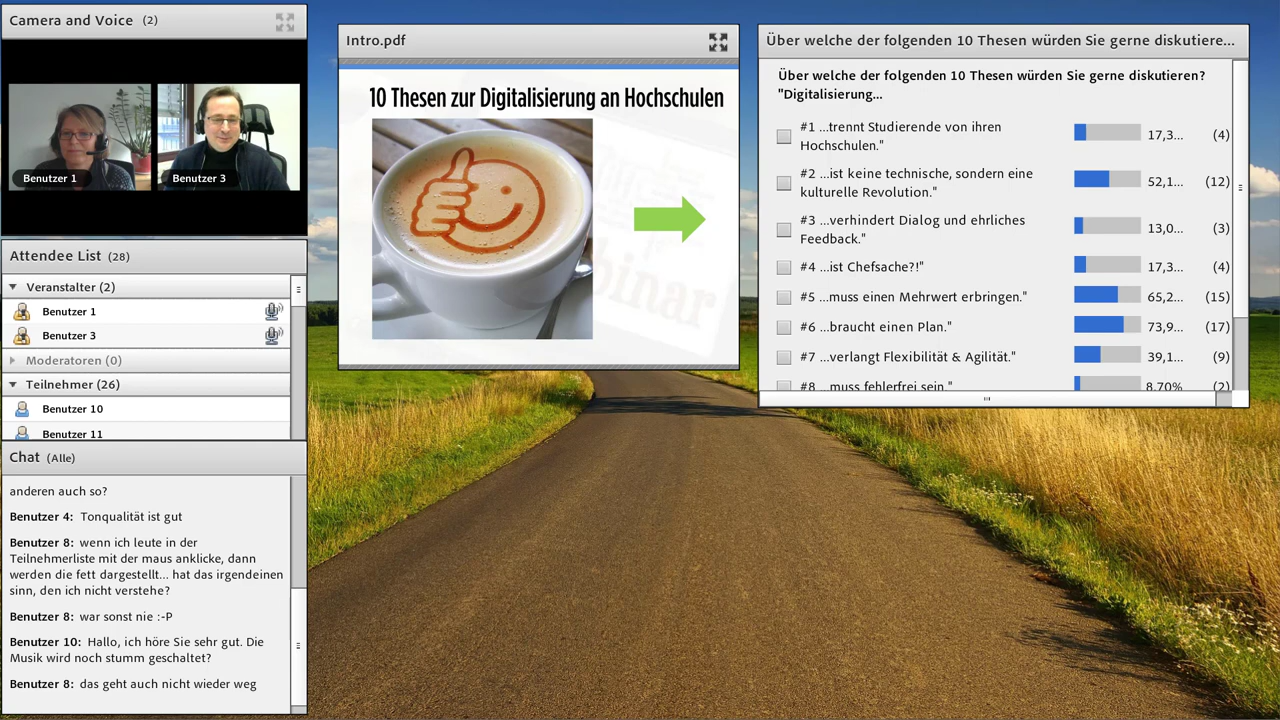 Camera and Voice (2)
Benutzer 1
Benutzer 3
Attendee List (28)
Veranstalter (2)
Benutzer 1
Benutzer 3
Moderatoren (0)
Teilnehmer (26)
Benutzer 10
Benutzer 11
Chat (Alle)
anderen auch so?
Benutzer 4: Tonqualität ist gut
Benutzer 8: wenn ich leute in der
Teilnehmerliste mit der maus anklicke, dann
werden die fett dargestellt... hat das irgendeinen
sinn, den ich nicht verstehe?
Benutzer 8: war sonst nie :-P
Benutzer 10: Hallo, ich höre Sie sehr gut. Die
Musik wird noch stumm geschaltet?
Benutzer 8: das geht auch nicht wieder weg
Intro.pdf
10 Thesen zur Digitalisierung an Hochschulen
binar
Über welche der folgenden 10 Thesen würden Sie gerne diskutiere...
Über welche der folgenden 10 Thesen würden Sie gerne diskutieren?
"Digitalisierung...
#1 ...trennt Studierende von ihren
Hochschulen."
17,3... (4)
#2 ...ist keine technische, sondern eine
kulturelle Revolution."
52,1... (12)
#3 ...verhindert Dialog und ehrliches
Feedback."
13,0... (3)
#4 ...ist Chefsache?!" 17,3... (4)
#5 ...muss einen Mehrwert erbringen." 65,2... (15)
#6 ...braucht einen Plan." 73,9... (17)
#7 ...verlangt Flexibilität & Agilität." 39,1... (9)
#8 ...muss fehlerfrei sein." 8.70% (2)